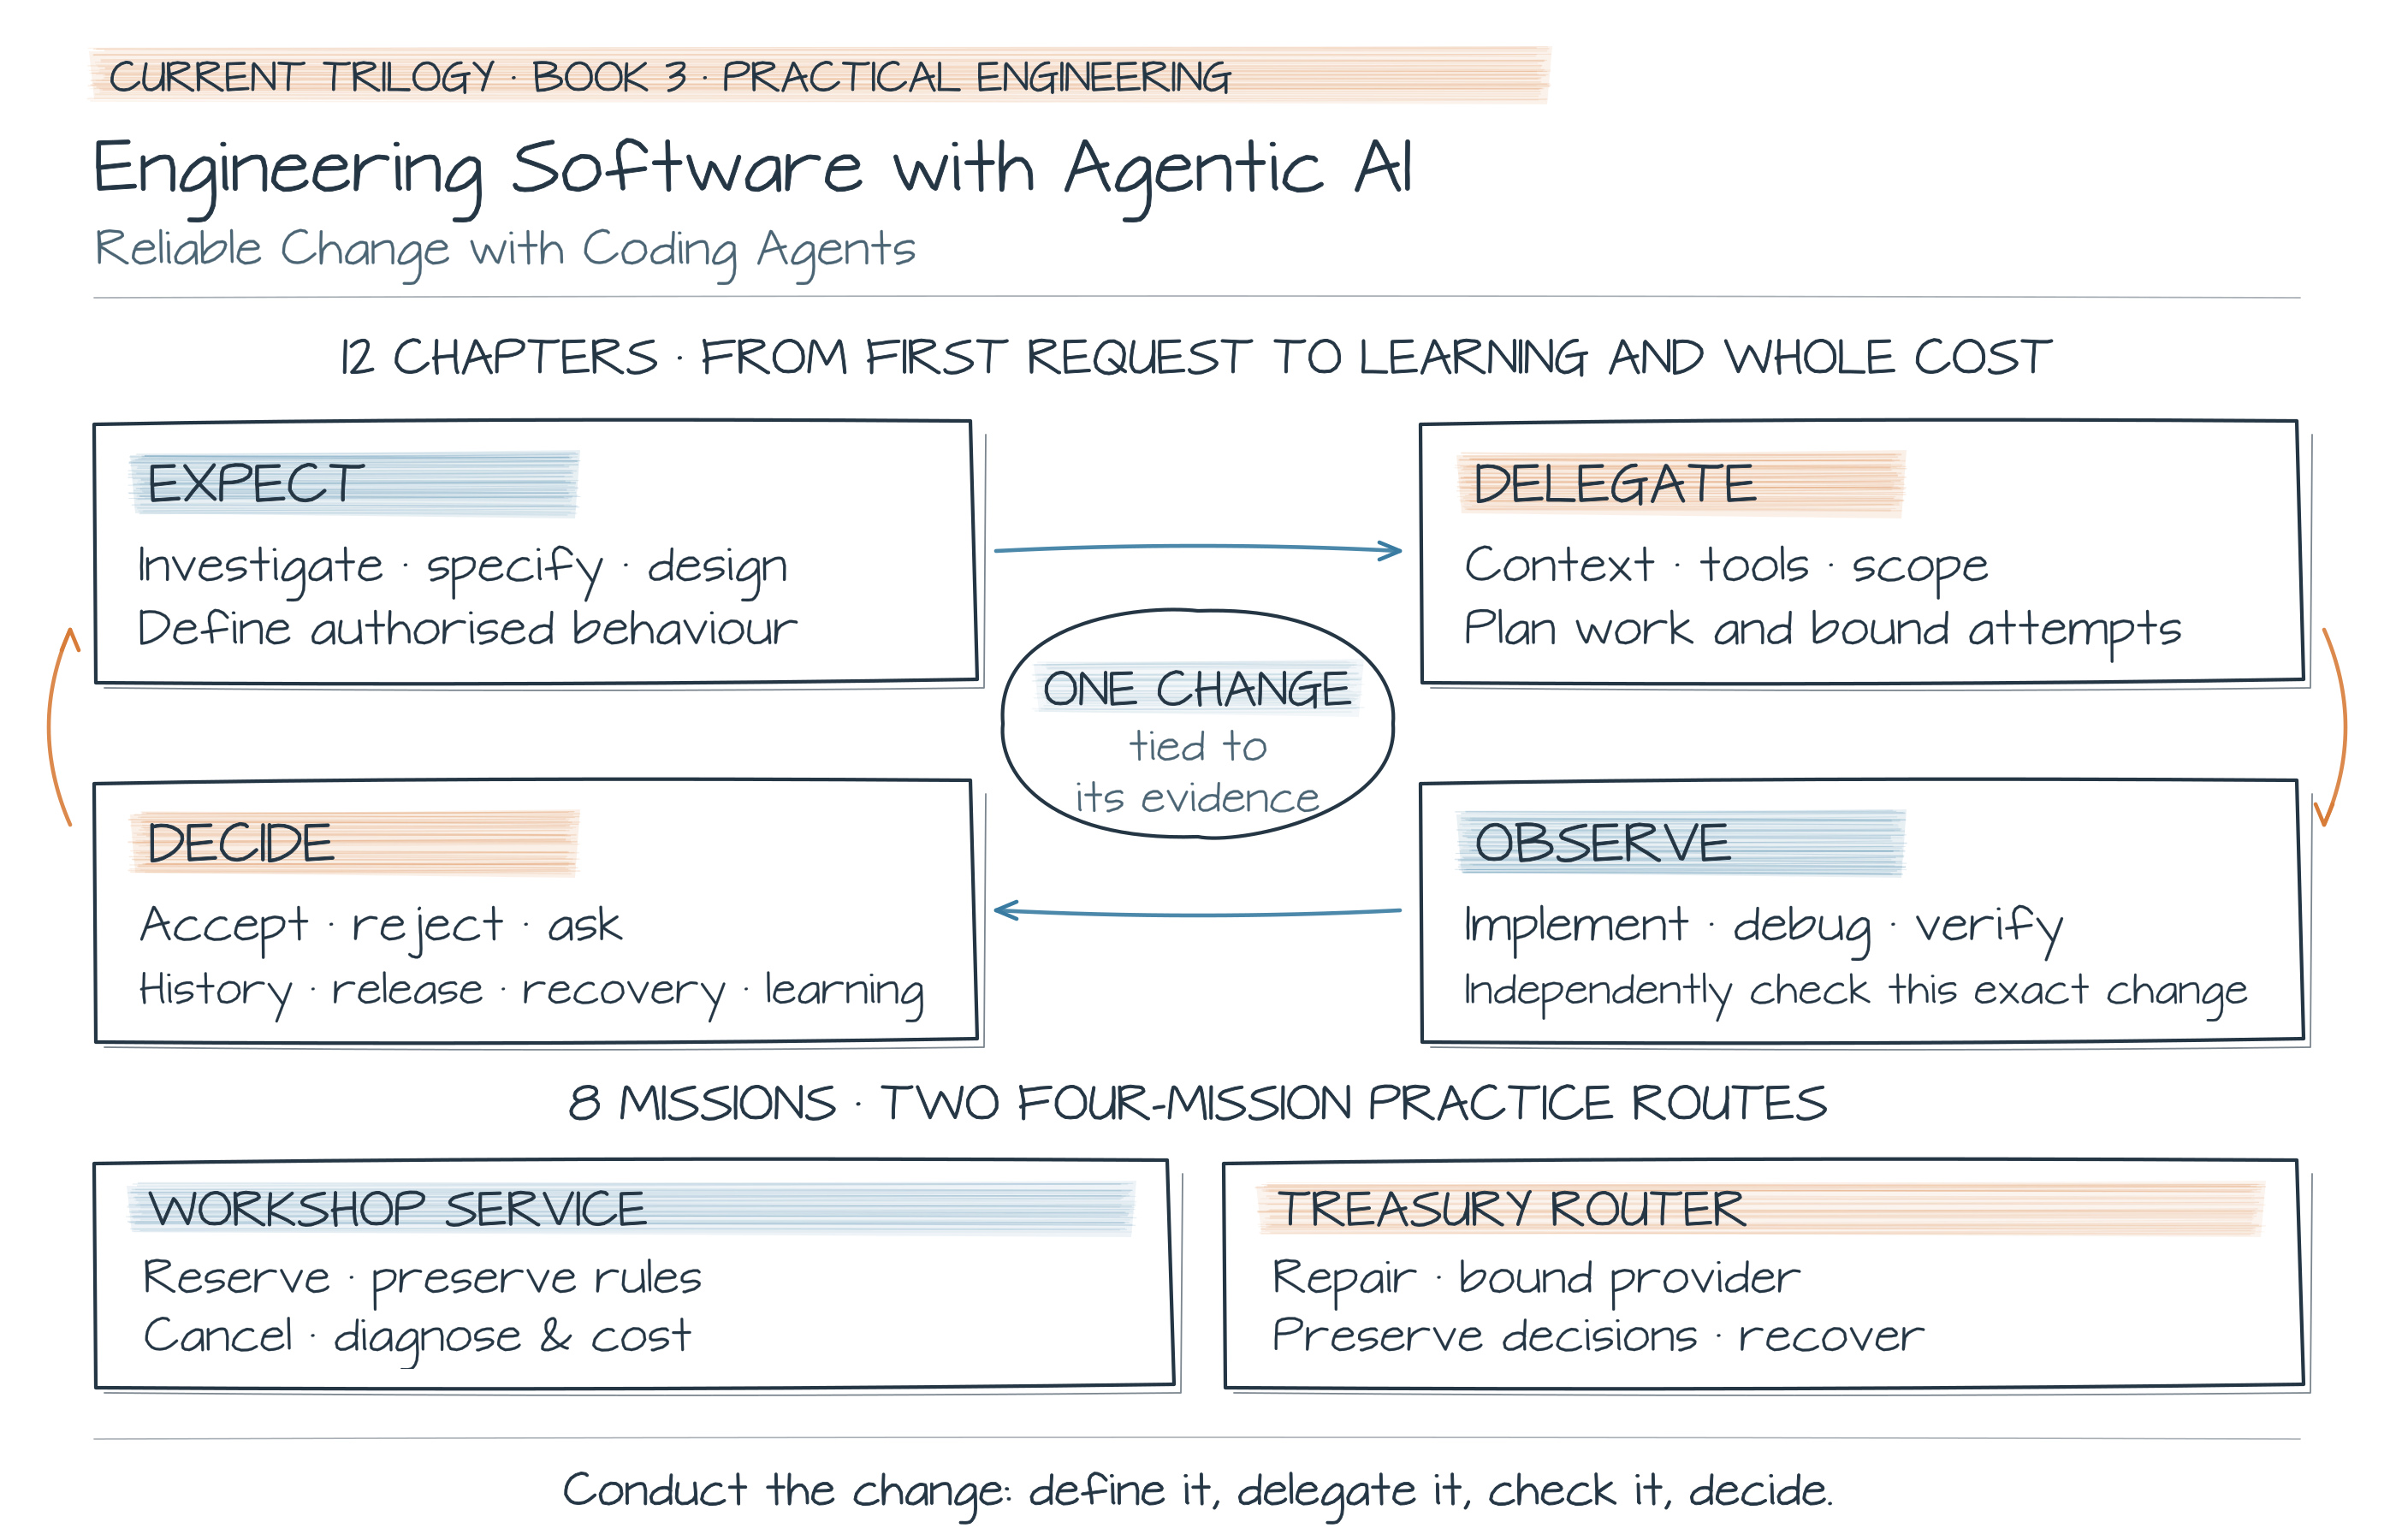 CURRENT TRILOGY · BOOK 3 · PRACTICAL ENGINEERING
Engineering Software with Agentic AI
Reliable Change with Coding Agents
12 CHAPTERS · FROM FIRST REQUEST TO LEARNING AND WHOLE COST
EXPECT
Investigate · specify · design
Define authorised behaviour
DELEGATE
Context · tools · scope
Plan work and bound attempts
ONE CHANGE
tied to
its evidence
DECIDE
Accept · reject · ask
History · release · recovery · learning
OBSERVE
Implement · debug · verify
Independently check this exact change
8 MISSIONS · TWO FOUR-MISSION PRACTICE ROUTES
WORKSHOP SERVICE
Reserve · preserve rules
Cancel · diagnose & cost
TREASURY ROUTER
Repair · bound provider
Preserve decisions · recover
Conduct the change: define it, delegate it, check it, decide.